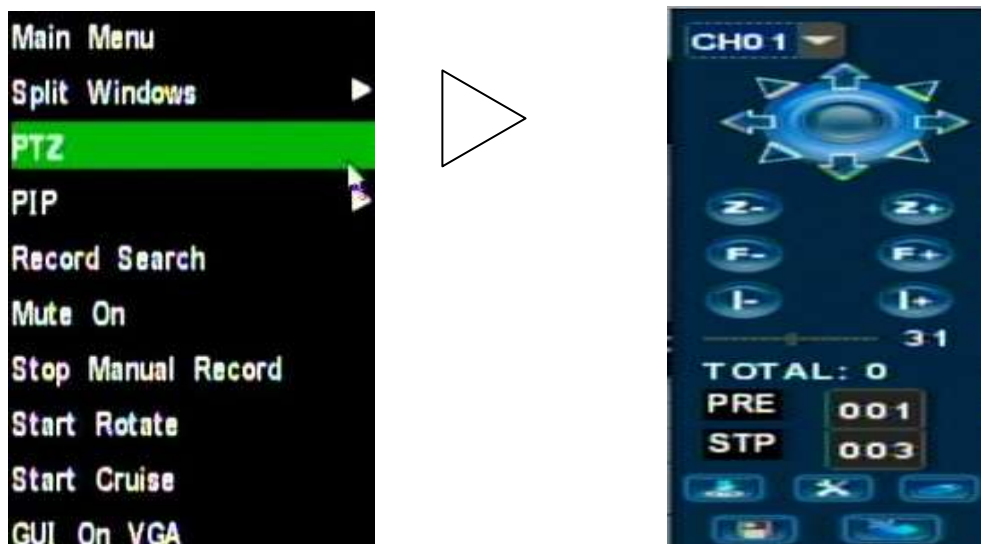 Main Menu
Split Windows
PTZ
PIP
Record Search
Mute On
Stop Manual Record
Start Rotate
Start Cruise
GUI On VGA
CH01
Z- Z+
F- F+
I- I+
31
TOTAL: 0
PRE 001
STP 003